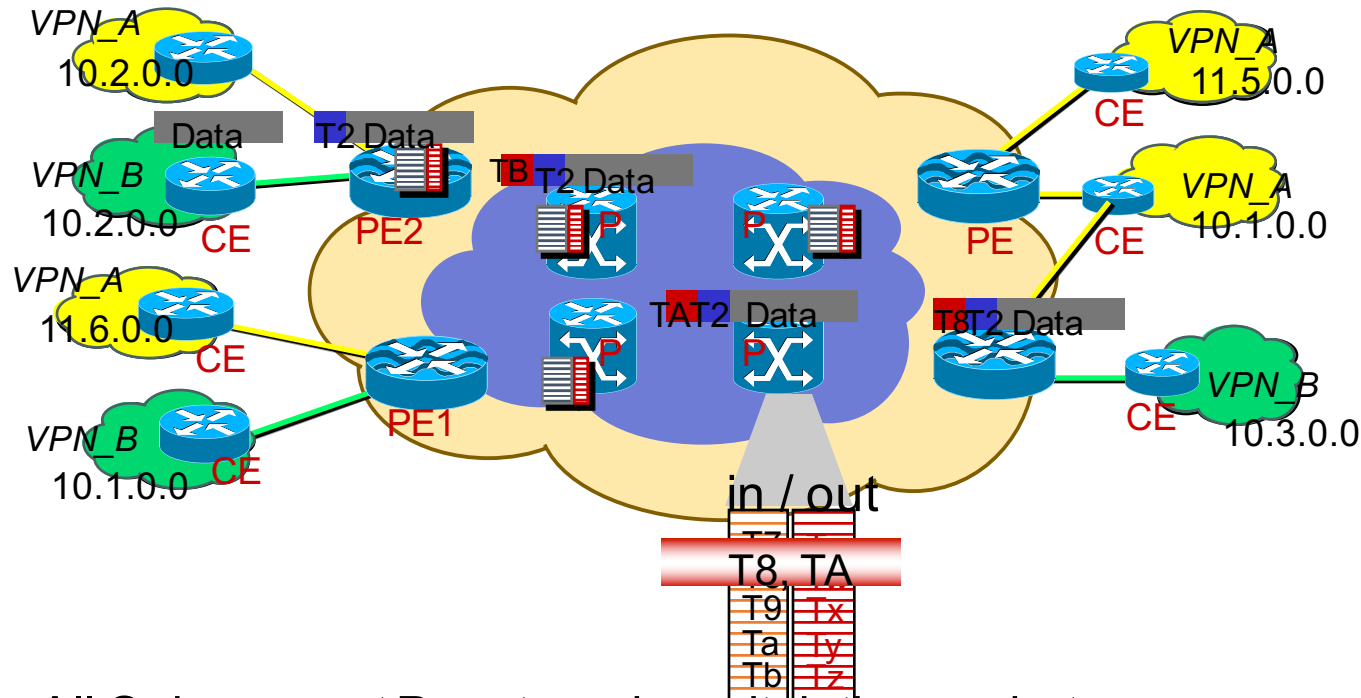 VPN_A
10.2.0.0
Data
T2 Data
VPN_B
10.2.0.0
CE
PE2
TB T2 Data
P
P
VPN_A
11.5.0.0
CE
VPN_A
10.1.0.0
PE
CE
VPN_A
11.6.0.0
CE
PE1
VPN_B
10.1.0.0
CE
P
TAT2 Data
P
T8T2 Data
CE
VPN_B
10.3.0.0
in / out
T7
T8, TA
T9 Tx
Ta Ty
Tb Tz